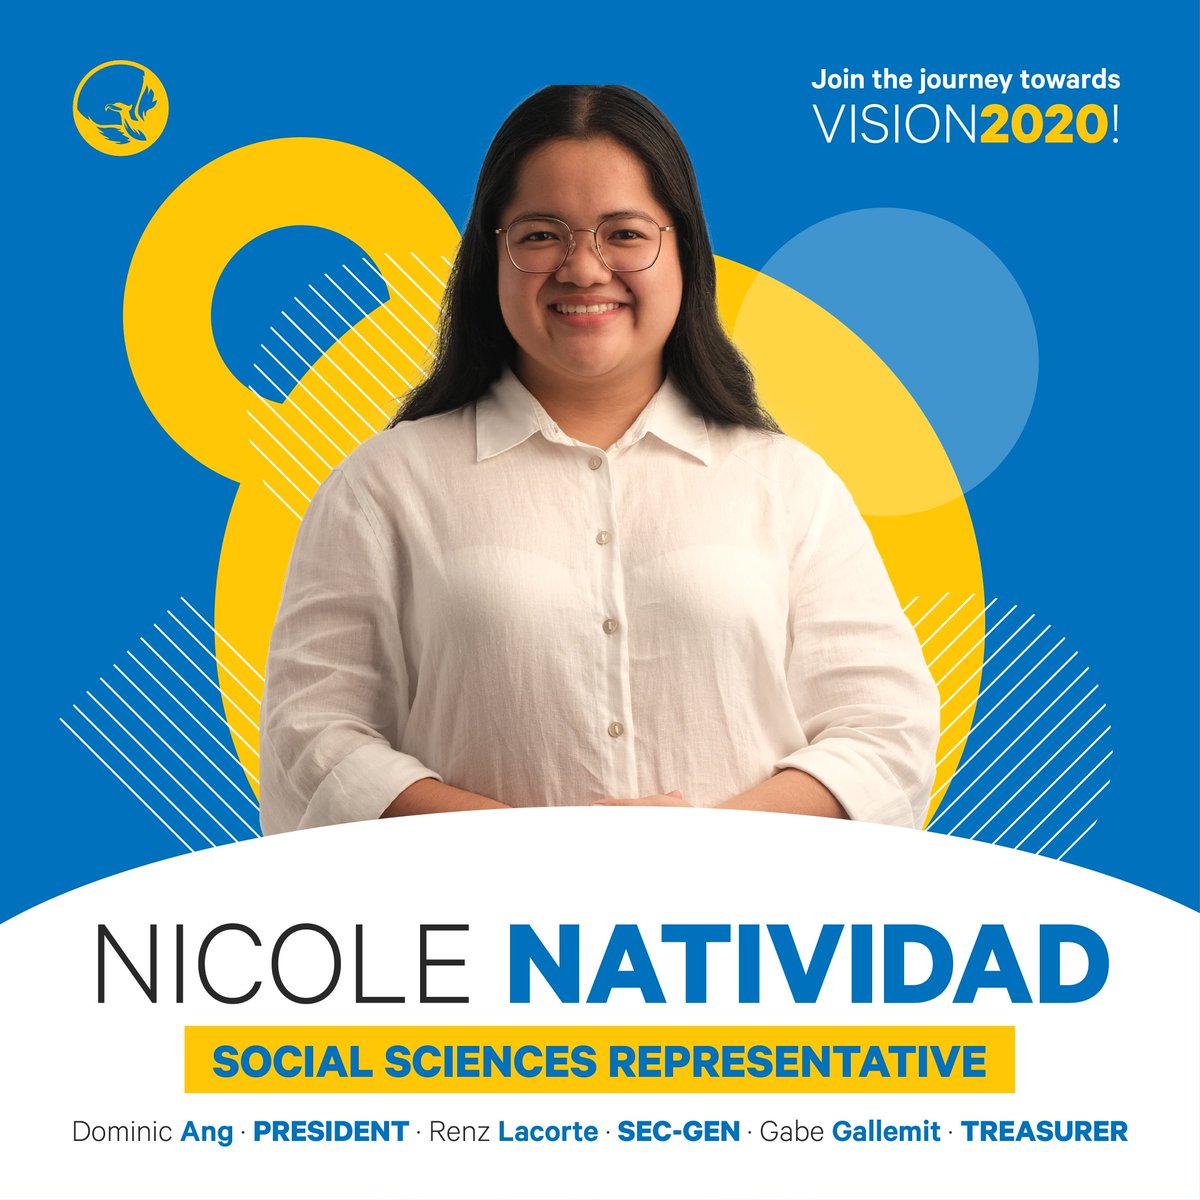 Join the journey towards
VISION2020!
NICOLE NATIVIDAD
SOCIAL SCIENCES REPRESENTATIVE
Dominic Ang · PRESIDENT · Renz Lacorte · SEC-GEN · Gabe Gallemit · TREASURER